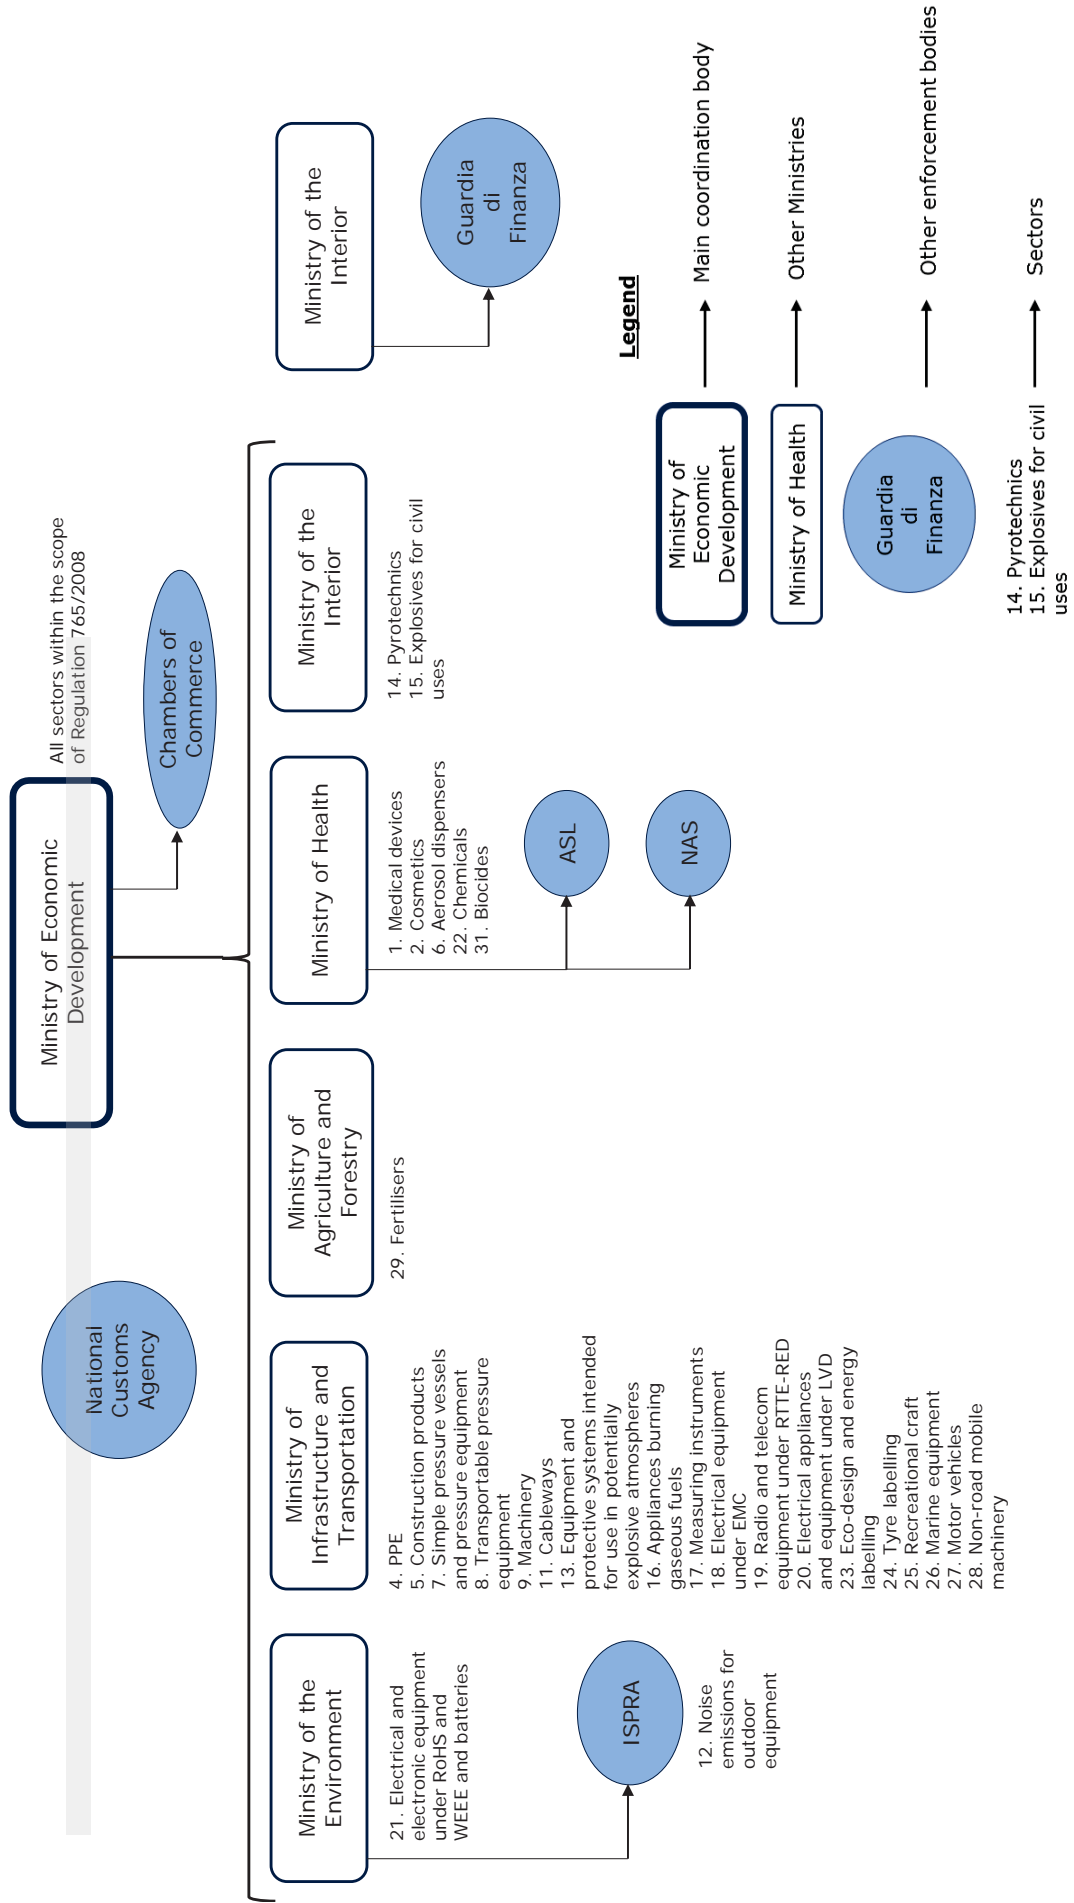 National
Customs
Agency
Ministry of Economic
Development
All sectors within the scope
of Regulation 765/2008
Chambers of
Commerce
Ministry of the
Environment
21. Electrical and
electronic equipment
under RoHS and
WEEE and batteries
ISPRA
12. Noise
emissions for
outdoor
equipment
Ministry of
Infrastructure and
Transportation
4. PPE
5. Construction products
7. Simple pressure vessels
and pressure equipment
8. Transportable pressure
equipment
9. Machinery
11. Cableways
13. Equipment and
protective systems intended
for use in potentially
explosive atmospheres
16. Appliances burning
gaseous fuels
17. Measuring instruments
18. Electrical equipment
under EMC
19. Radio and telecom
equipment under RTTE-RED
20. Electrical appliances
and equipment under LVD
23. Eco-design and energy
labelling
24. Tyre labelling
25. Recreational craft
26. Marine equipment
27. Motor vehicles
28. Non-road mobile
machinery
Ministry of
Agriculture and
Forestry
29. Fertilisers
Ministry of Health
1. Medical devices
2. Cosmetics
6. Aerosol dispensers
22. Chemicals
31. Biocides
ASL
NAS
Ministry of the
Interior
14. Pyrotechnics
15. Explosives for civil
uses
Ministry of the
Interior
Guardia
di
Finanza
Legend
Ministry of
Economic
Development
Main coordination body
Ministry of Health
Other Ministries
Guardia
di
Finanza
Other enforcement bodies
14. Pyrotechnics
15. Explosives for civil
uses
Sectors